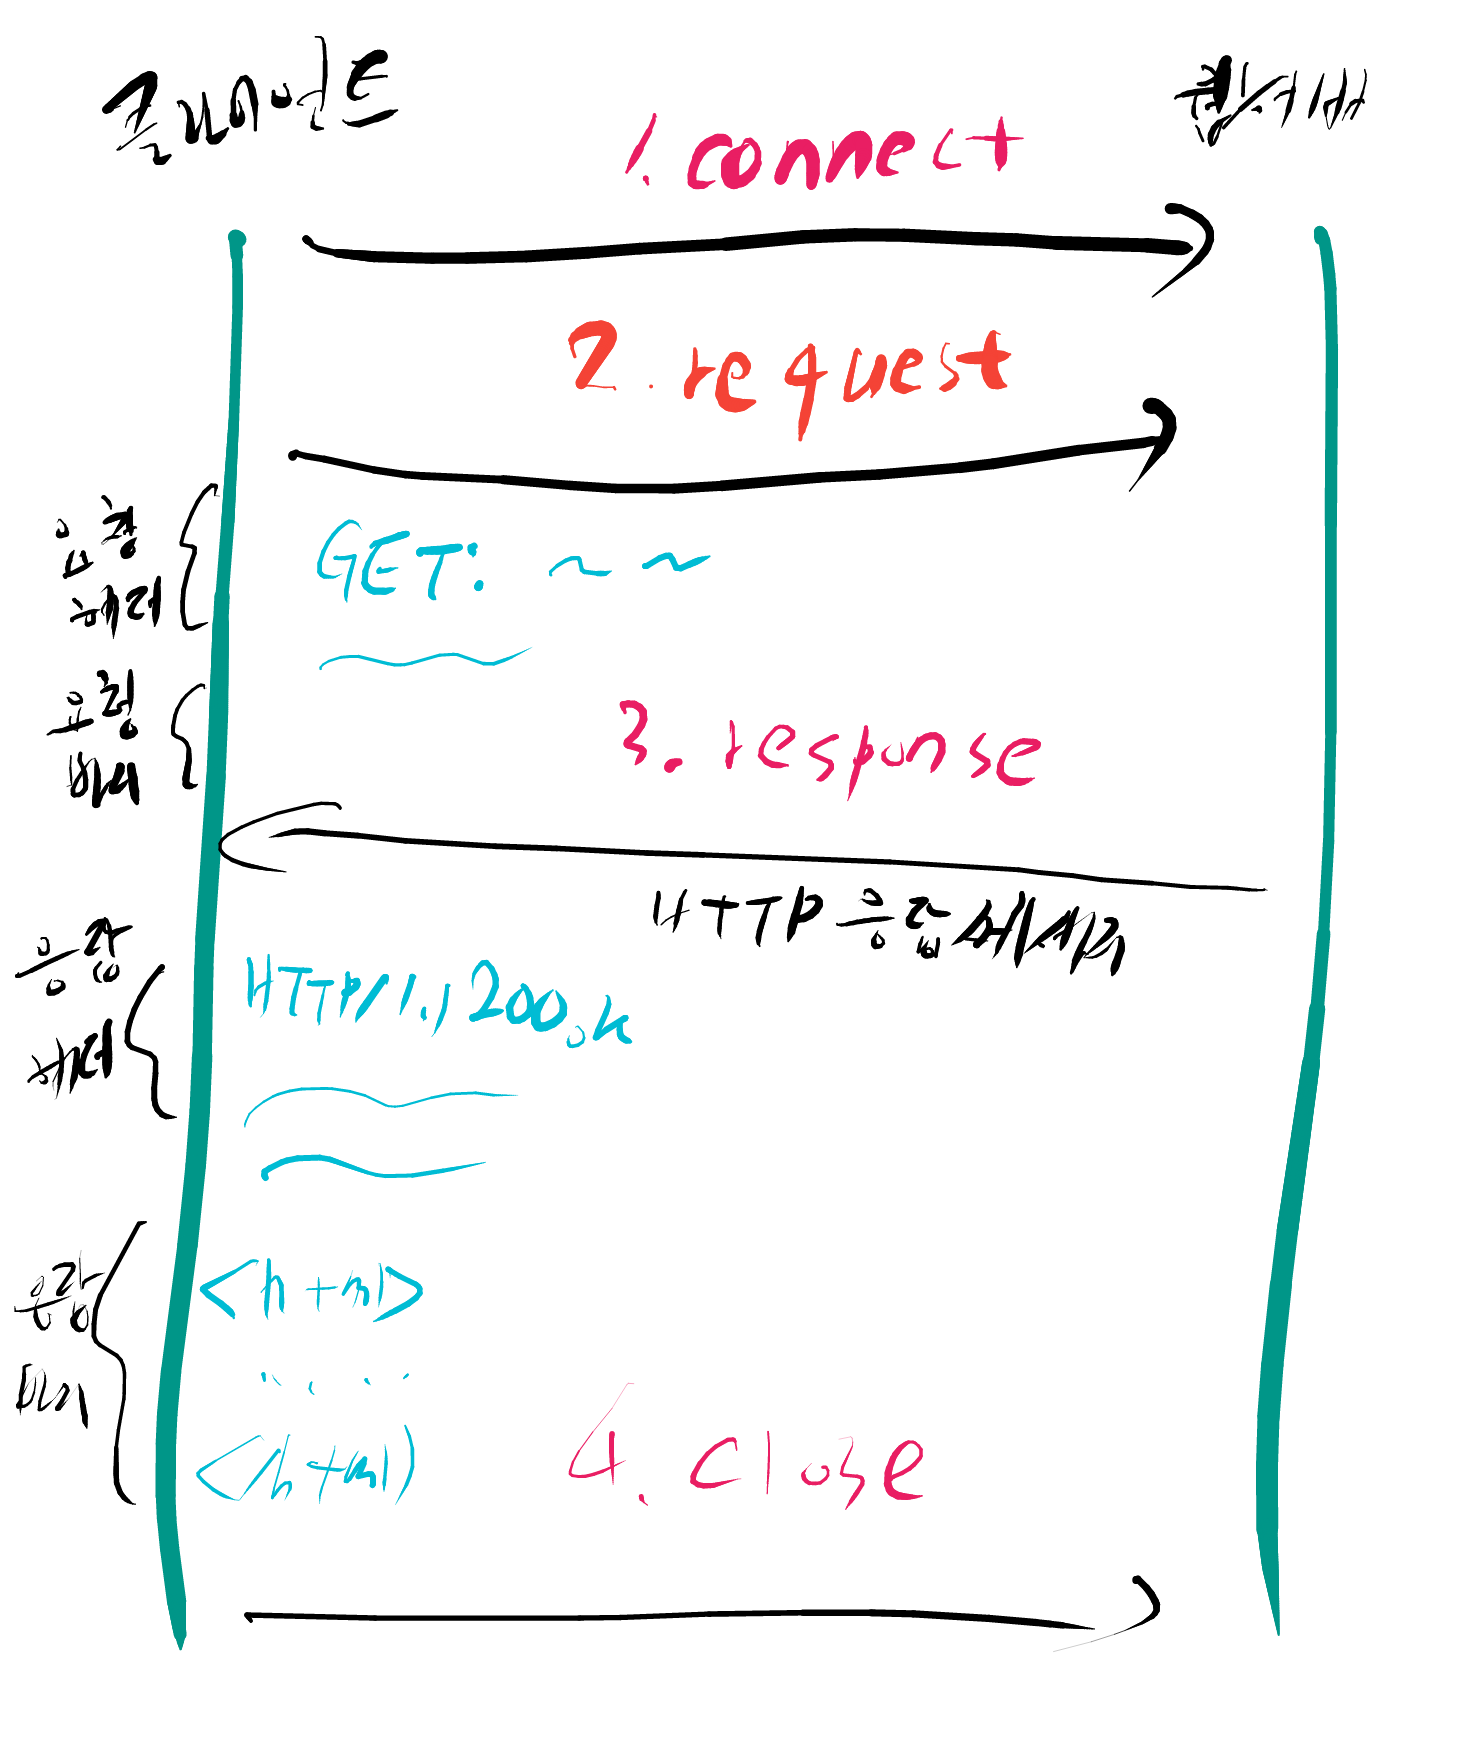 클라이언트
웹서버
1. connect
2. request
요청
헤더
GET: ~ ~
요청
바디
3. response
HTTP 응답 메세지
응답
헤더
HTTP/1.1 200 ok
응답
바디
<html>
.....
</html>
4. close